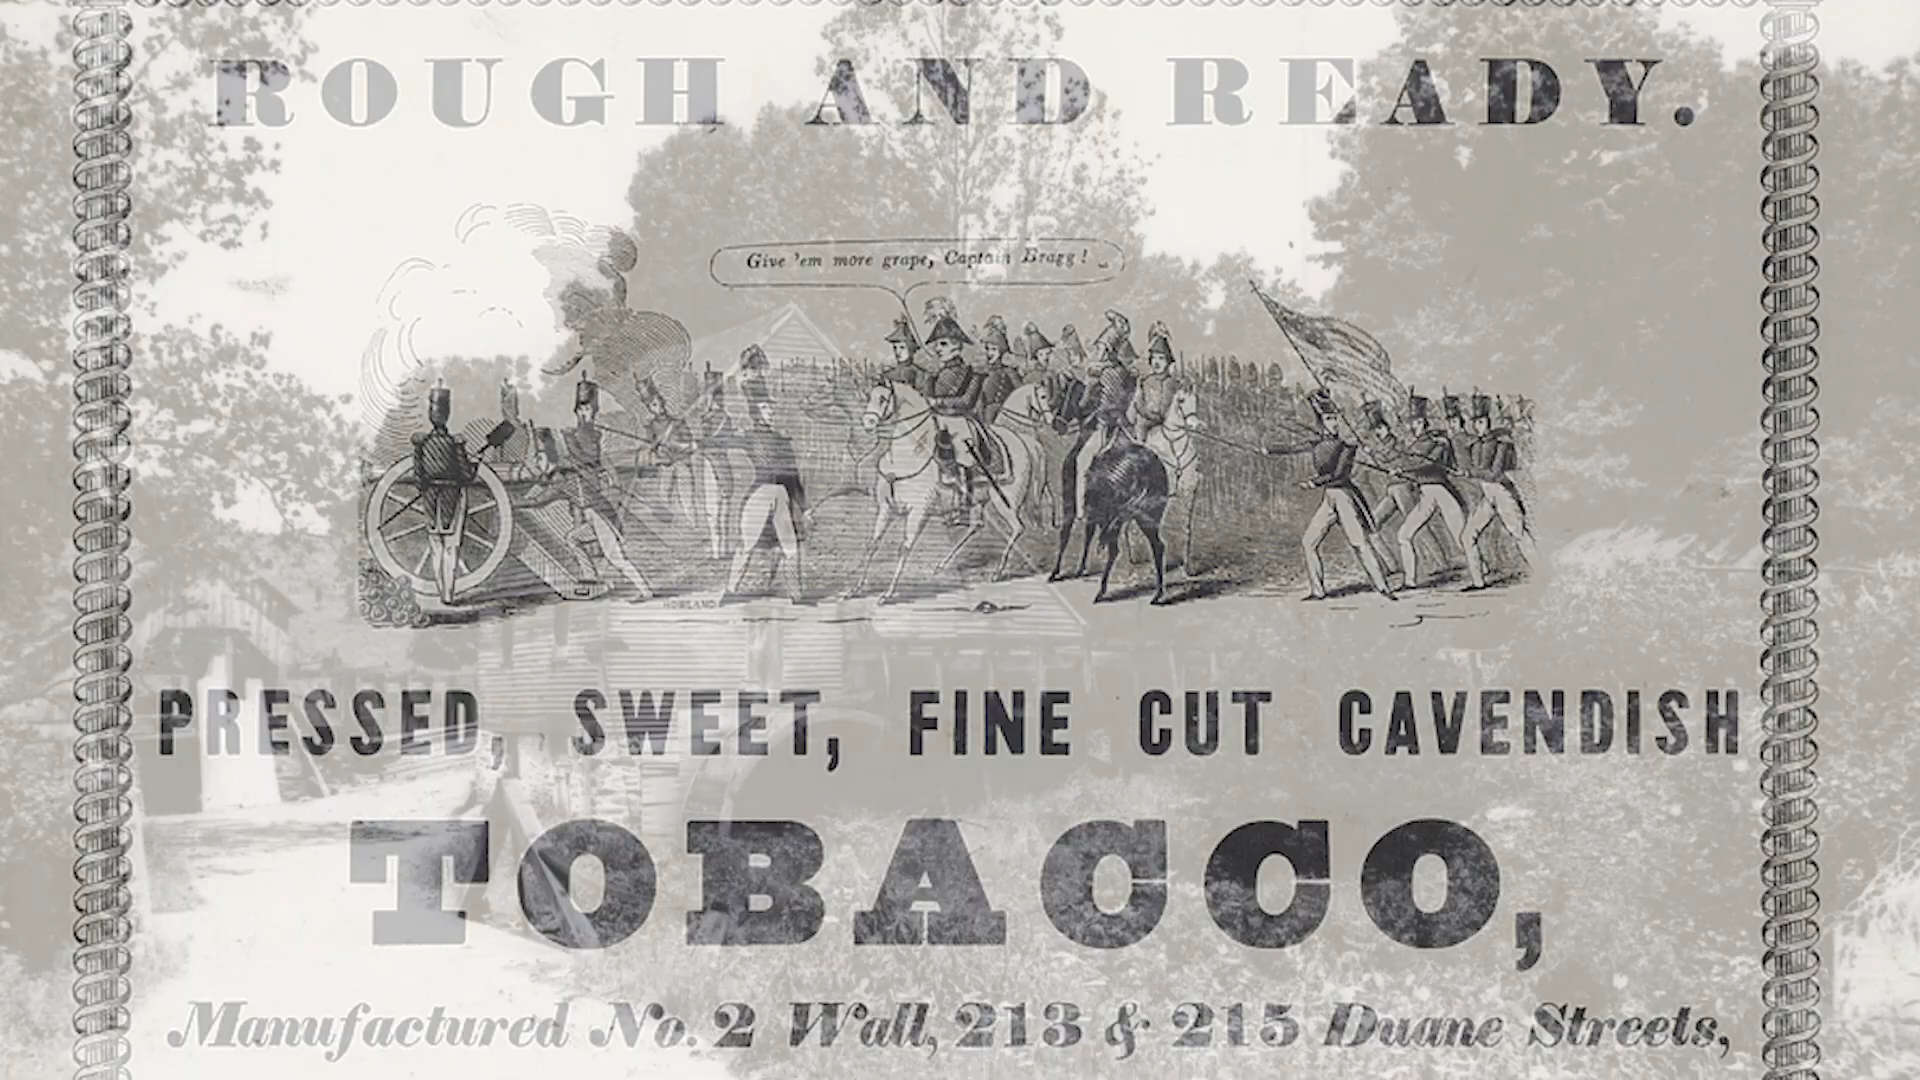 ROUGH AND READY.
Give 'em more grape, Captain Bragg!
HOWLAND
PRESSED, SWEET, FINE CUT CAVENDISH
TOBACCO,
Manufactured No. 2 Wall, 213 & 215 Duane Streets,